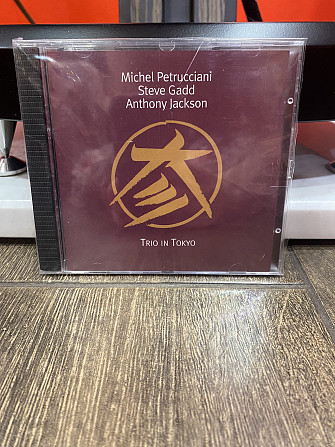 Michel Petrucciani
Steve Gadd
Anthony Jackson
Trio in Tokyo